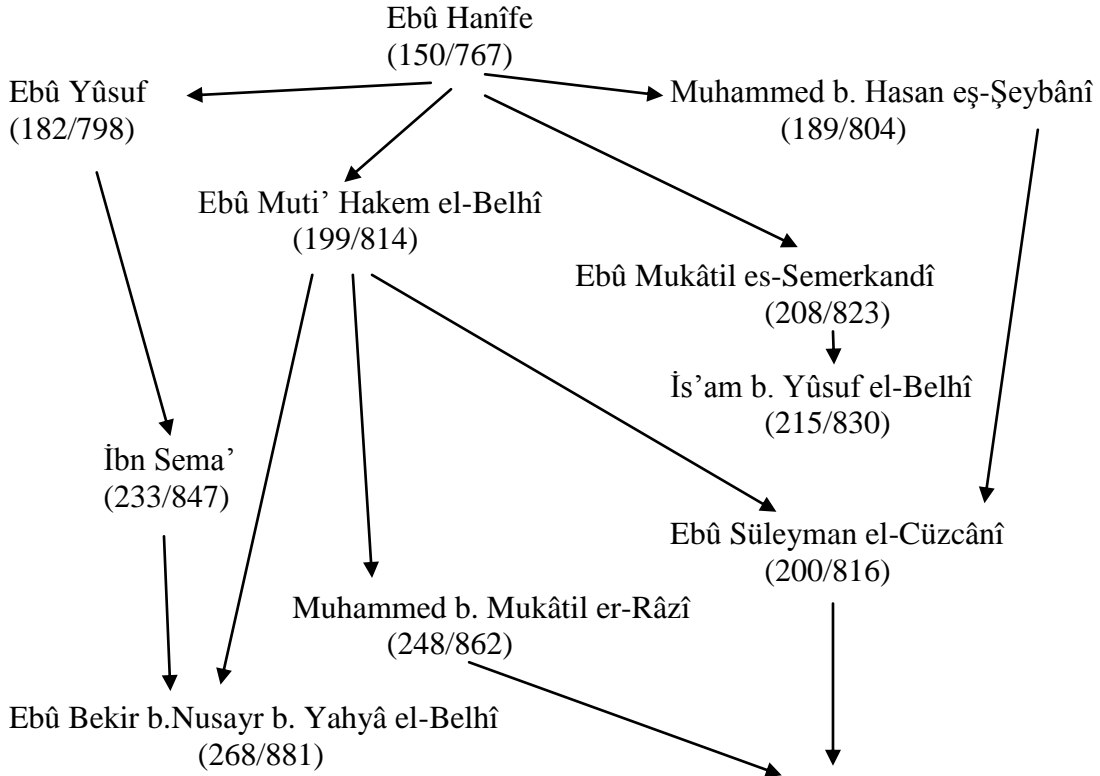 Ebû Hanîfe
(150/767)
Ebû Yûsuf
(182/798)
Muhammed b. Hasan eş-Şeybânî
(189/804)
Ebû Muti’ Hakem el-Belhî
(199/814)
Ebû Mukâtil es-Semerkandî
(208/823)
İs’am b. Yûsuf el-Belhî
(215/830)
İbn Sema’
(233/847)
Ebû Süleyman el-Cüzcânî
(200/816)
Muhammed b. Mukâtil er-Râzî
(248/862)
Ebû Bekir b.Nusayr b. Yahyâ el-Belhî
(268/881)